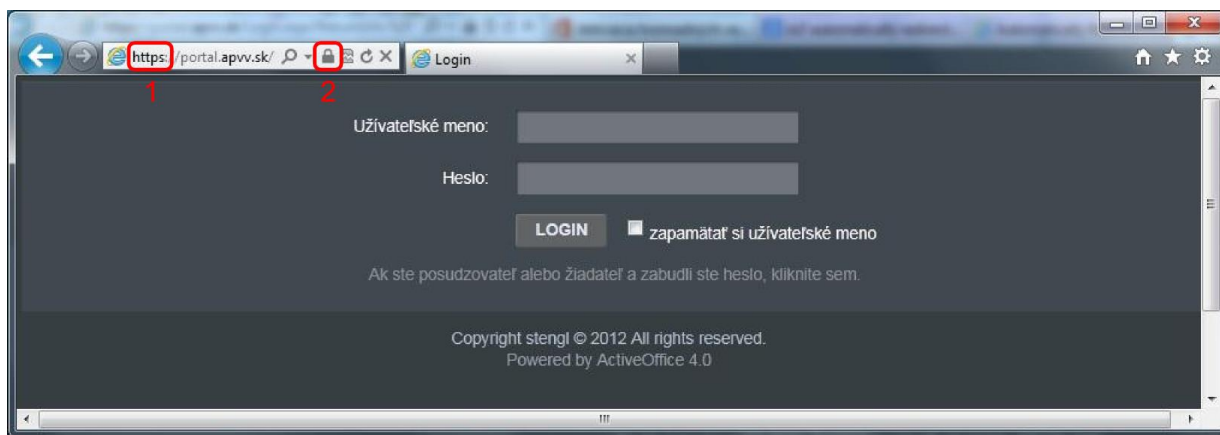 https://portal.apvv.sk/
Login
1
2
Užívateľské meno:
Heslo:
LOGIN
zapamätať si užívateľské meno
Ak ste posudzovateľ alebo žiadateľ a zabudli ste heslo, kliknite sem.
Copyright stengl © 2012 All rights reserved.
Powered by ActiveOffice 4.0